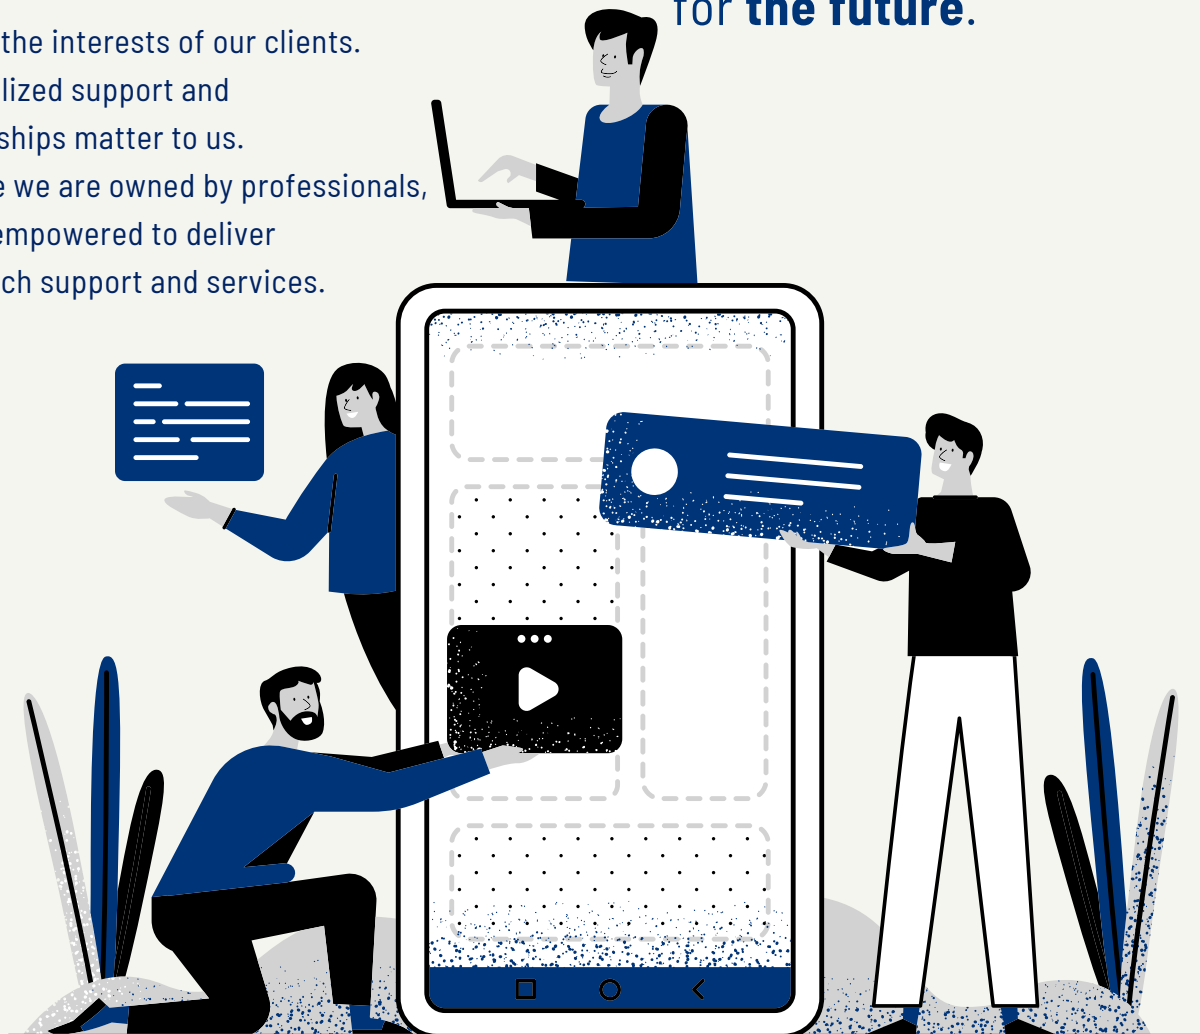 for the future.
the interests of our clients.
lized support and
ships matter to us.
e we are owned by professionals,
empowered to deliver
ch support and services.